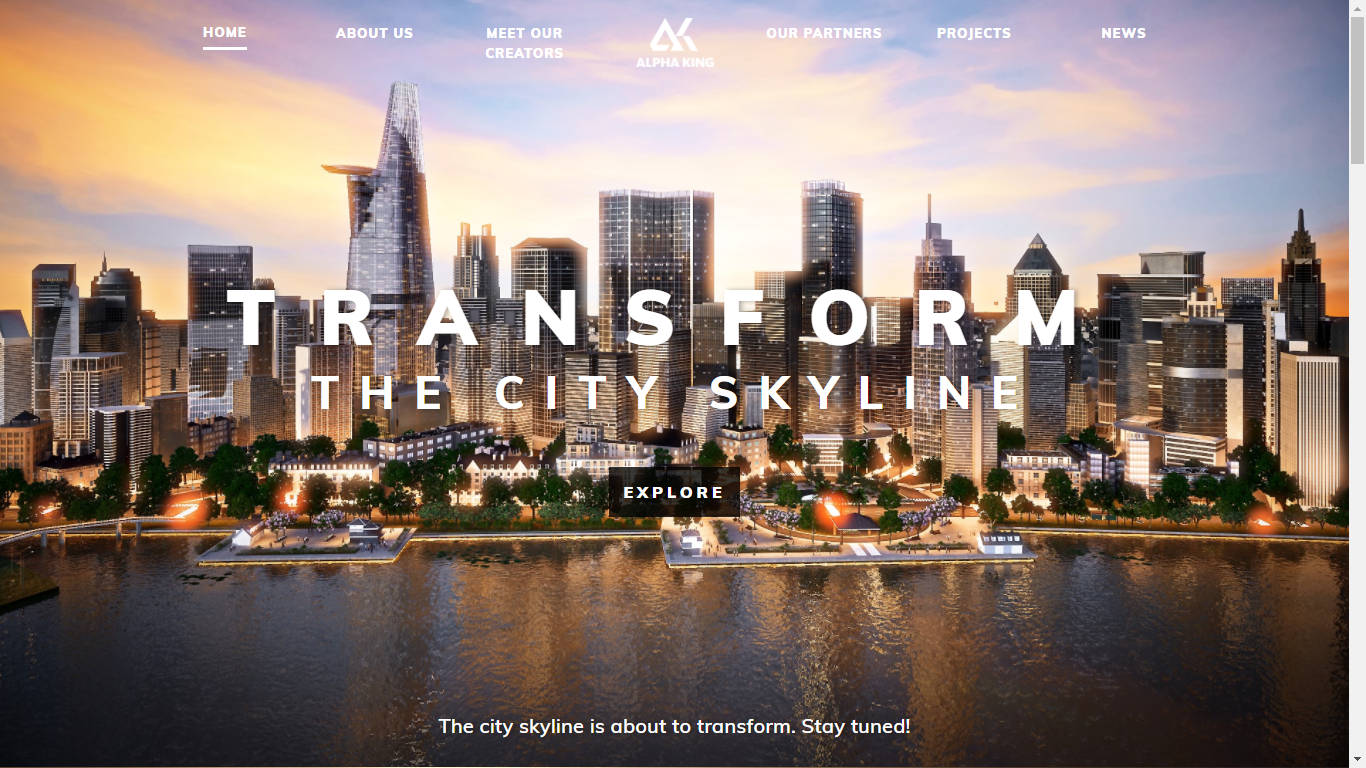 HOME
ABOUT US
MEET OUR
CREATORS
ALPHA KING
OUR PARTNERS
PROJECTS
NEWS
TRANSFORM
THE CITY SKYLINE
EXPLORE
The city skyline is about to transform. Stay tuned!